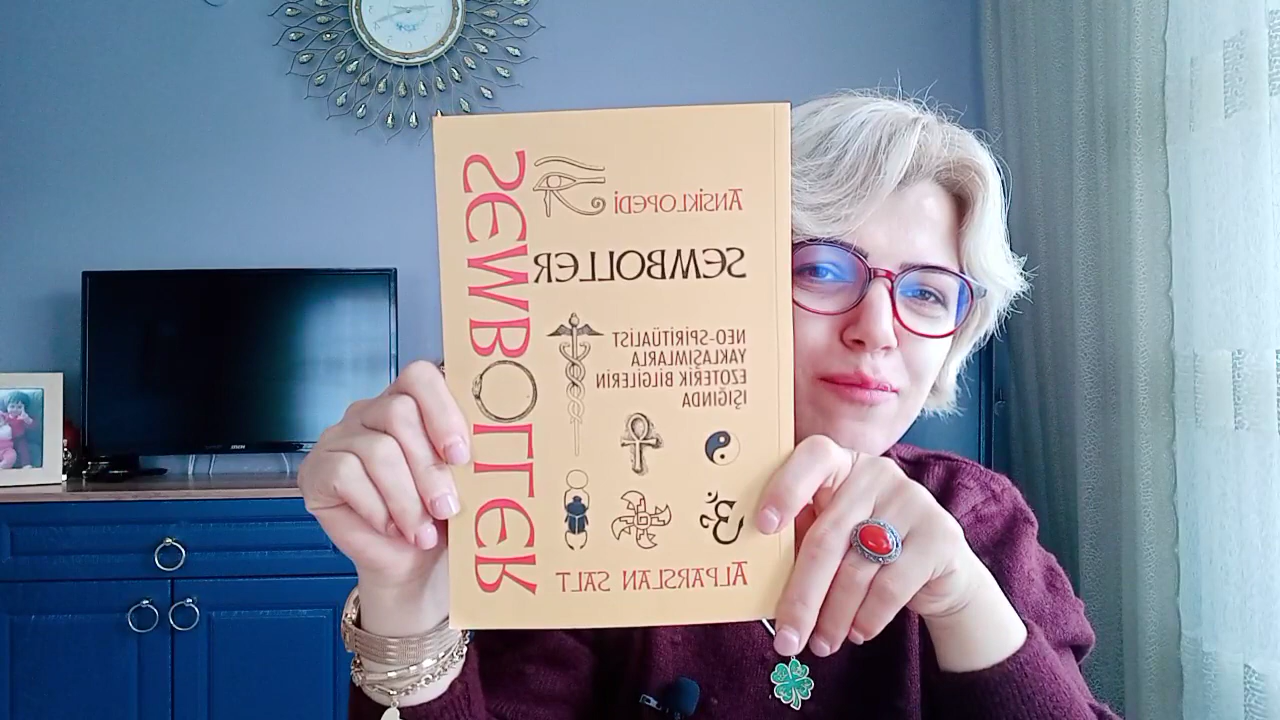 ANSİKLOPEDİ
SEMBOLLER
NEO-SPİRİTÜALİST
YAKLAŞIMLARLA
EZOTERİK BİLGİLERİN
IŞIĞINDA
ALPARSLAN SALT
SEMBOLLER